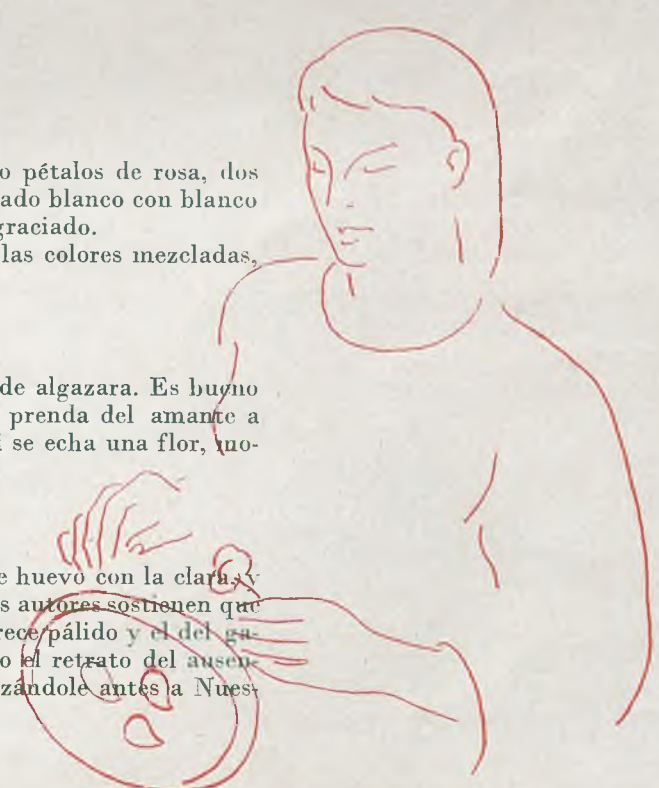 o pétalos de rosa, dos
ado blanco con blanco
graciado.
las colores mezcladas,
de algazara. Es bueno
prenda del amante a
se echa una flor, mo-
e huevo con la clara, y
s autores sostienen que
rece pálido y el del ga-
o el retrato del ausen-
zándole antes a Nues-